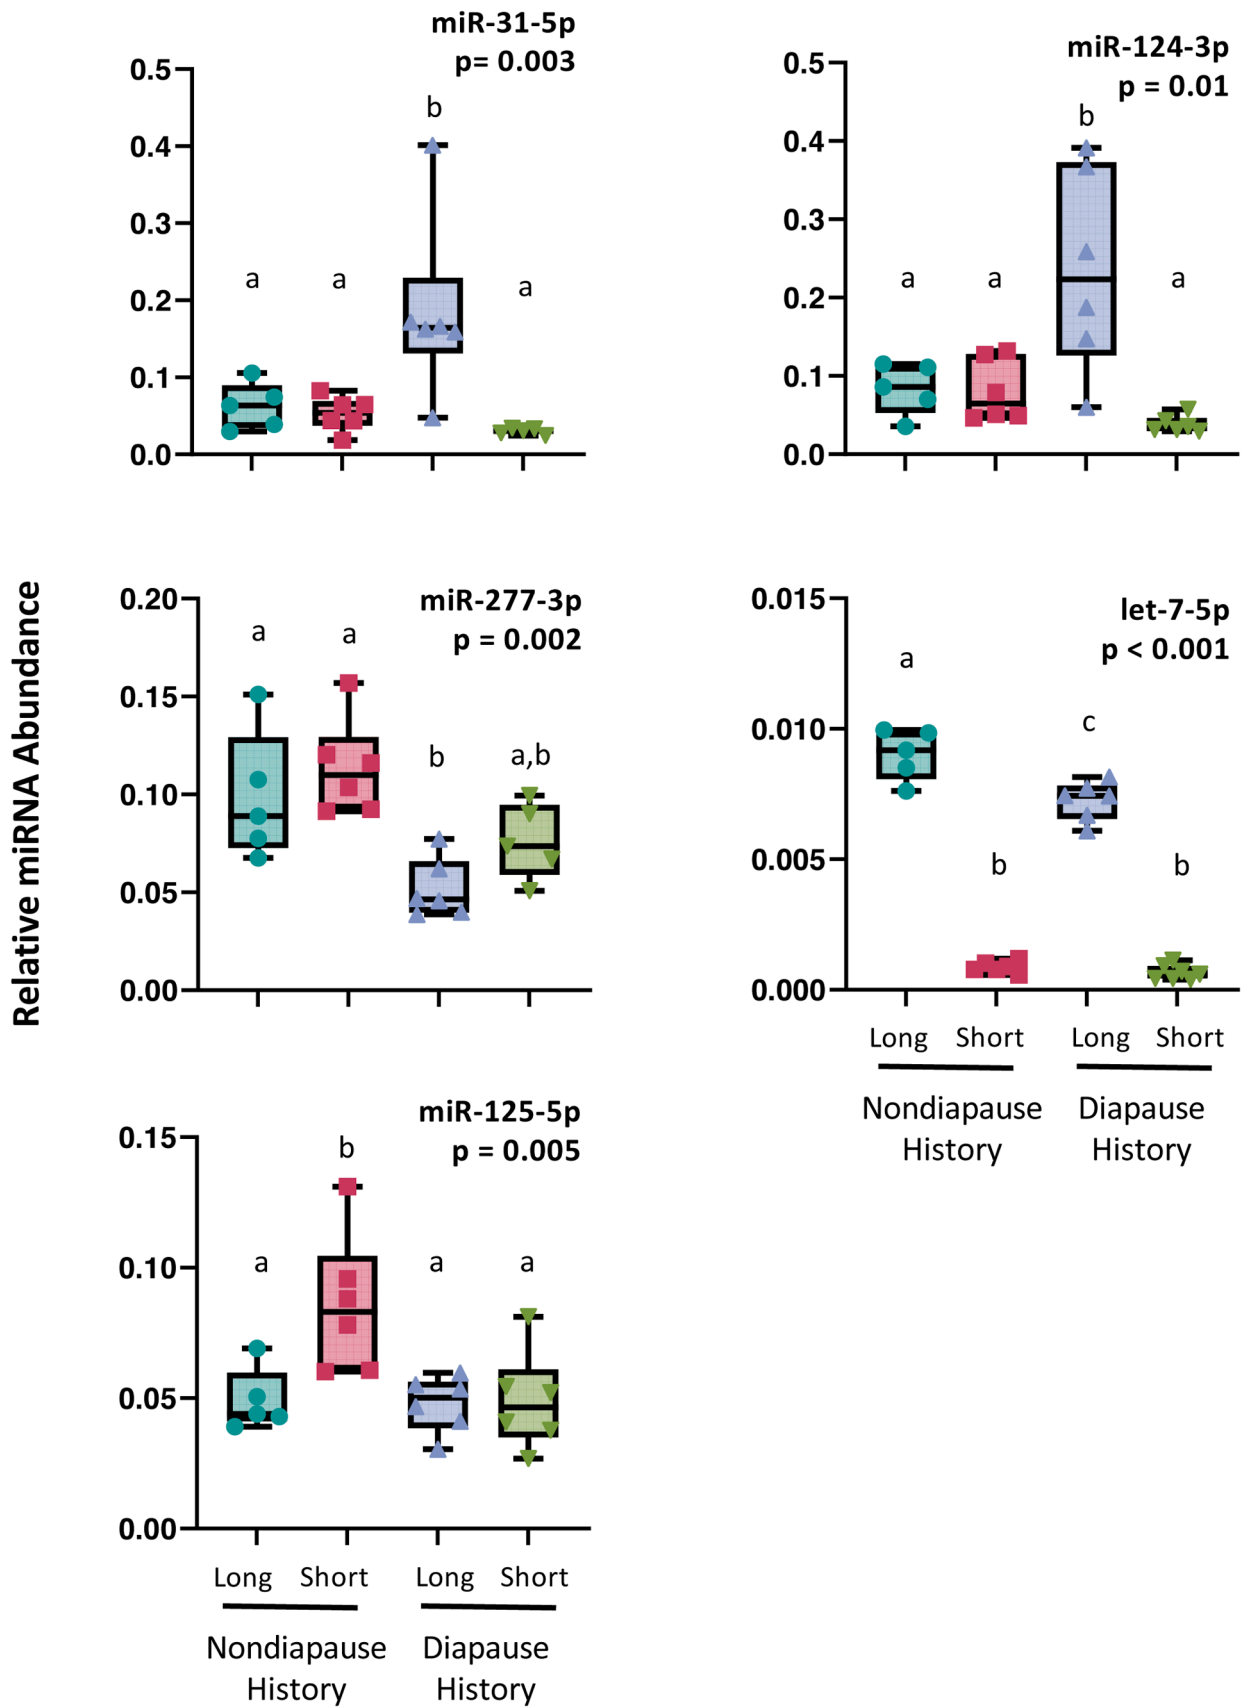 miR-31-5p
p= 0.003
0.5
0.4
0.3
0.2
0.1
0.0
a
a
b
a
miR-124-3p
p = 0.01
0.5
0.4
0.3
0.2
0.1
0.0
a
a
b
a
Relative miRNA Abundance
miR-277-3p
p = 0.002
0.20
0.15
0.10
0.05
0.00
a
a
b
a,b
let-7-5p
p < 0.001
0.015
0.010
0.005
0.000
a
b
c
b
Long Short Long Short
Nondiapause Diapause
History History
miR-125-5p
p = 0.005
0.15
0.10
0.05
0.00
a
b
a
a
Long Short Long Short
Nondiapause Diapause
History History